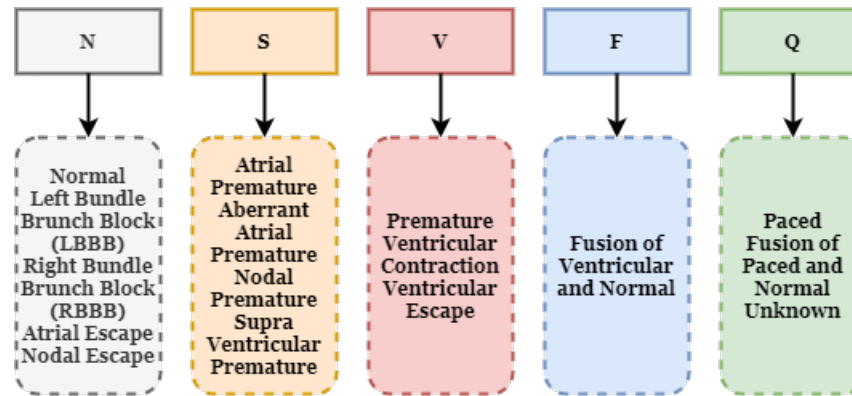 N
S
V
F
Q
Normal
Left Bundle
Brunch Block
(LBBB)
Right Bundle
Brunch Block
(RBBB)
Atrial Escape
Nodal Escape
Atrial
Premature
Aberrant
Atrial
Premature
Nodal
Premature
Supra
Ventricular
Premature
Premature
Ventricular
Contraction
Ventricular
Escape
Fusion of
Ventricular
and Normal
Paced
Fusion of
Paced and
Normal
Unknown